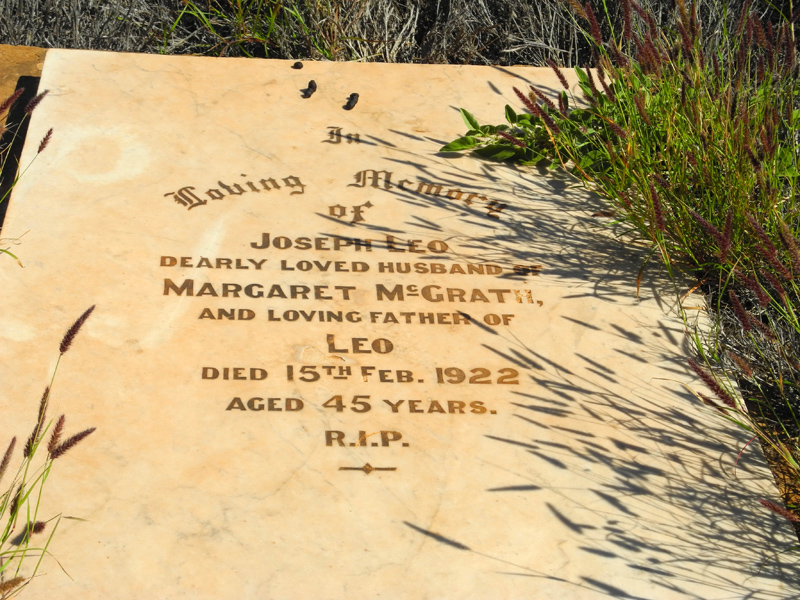 In
Loving Memory
of
JOSEPH LEO
DEARLY LOVED HUSBAND OF
MARGARET McGRATH,
AND LOVING FATHER OF
LEO
DIED 15TH FEB. 1922
AGED 45 YEARS.
R.I.P.